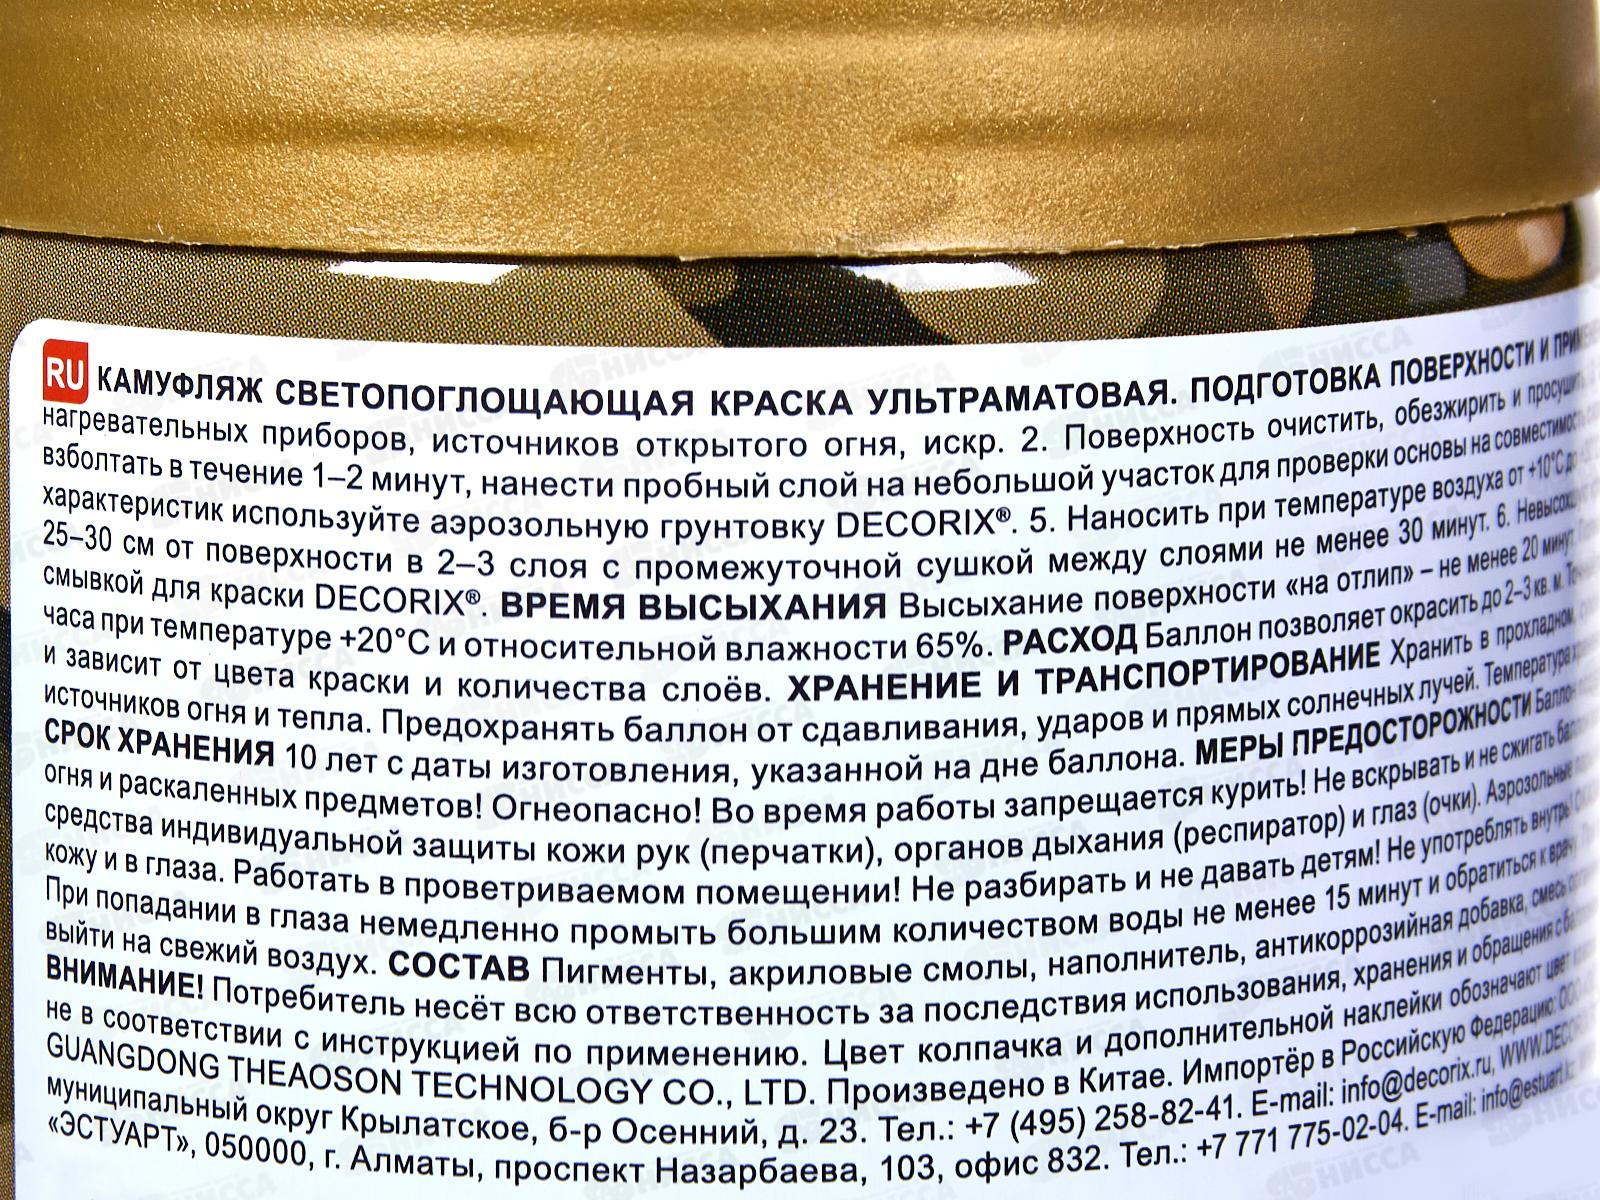 RU КАМУФЛЯЖ СВЕТОПОГЛОЩАЮЩАЯ КРАСКА УЛЬТРАМАТОВАЯ. ПОДГОТОВКА ПОВЕРХНОСТИ И
нагревательных приборов, источников открытого огня, искр. 2. Поверхность очистить, обезжирить и
взболтать в течение 1–2 минут, нанести пробный слой на небольшой участок для проверки основы на
характеристик используйте аэрозольную грунтовку DECORIX®. 5. Наносить при температуре воздуха от +10°C
25–30 см от поверхности в 2–3 слоя с промежуточной сушкой между слоями не менее 30 минут. 6.
смывкой для краски DECORIX®. ВРЕМЯ ВЫСЫХАНИЯ Высыхание поверхности «на отлип» – не менее 20
часа при температуре +20°C и относительной влажности 65%. РАСХОД Баллон позволяет окрасить до 2–3 кв. м.
и зависит от цвета краски и количества слоёв. ХРАНЕНИЕ И ТРАНСПОРТИРОВАНИЕ Хранить в
источников огня и тепла. Предохранять баллон от сдавливания, ударов и прямых солнечных лучей. Температура
СРОК ХРАНЕНИЯ 10 лет с даты изготовления, указанной на дне баллона. МЕРЫ ПРЕДОСТОРОЖНОСТИ
огня и раскаленных предметов! Огнеопасно! Во время работы запрещается курить! Не вскрывать и не сжигать
средства индивидуальной защиты кожи рук (перчатки), органов дыхания (респиратор) и глаз (очки). Аэрозольные
кожу и в глаза. Работать в проветриваемом помещении! Не разбирать и не давать детям! Не употреблять внутрь!
При попадании в глаза немедленно промыть большим количеством воды не менее 15 минут и обратиться к врачу.
выйти на свежий воздух. СОСТАВ Пигменты, акриловые смолы, наполнитель, антикоррозийная добавка, смесь
ВНИМАНИЕ! Потребитель несёт всю ответственность за последствия использования, хранения и обращения с
не в соответствии с инструкцией по применению. Цвет колпачка и дополнительной наклейки обозначают цвет
GUANGDONG THEAOSON TECHNOLOGY CO., LTD. Произведено в Китае. Импортёр в Российскую Федерацию:
муниципальный округ Крылатское, б-р Осенний, д. 23. Тел.: +7 (495) 258-82-41. E-mail: info@decorix.ru,
«ЭСТУАРТ», 050000, г. Алматы, проспект Назарбаева, 103, офис 832. Тел.: +7 771 775-02-04. E-mail: